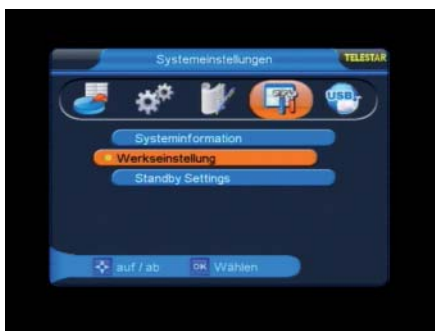 Systemeinstellungen TELESTAR
USB
Systeminformation
Werkseinstellung
Standby Settings
auf / ab OK Wählen